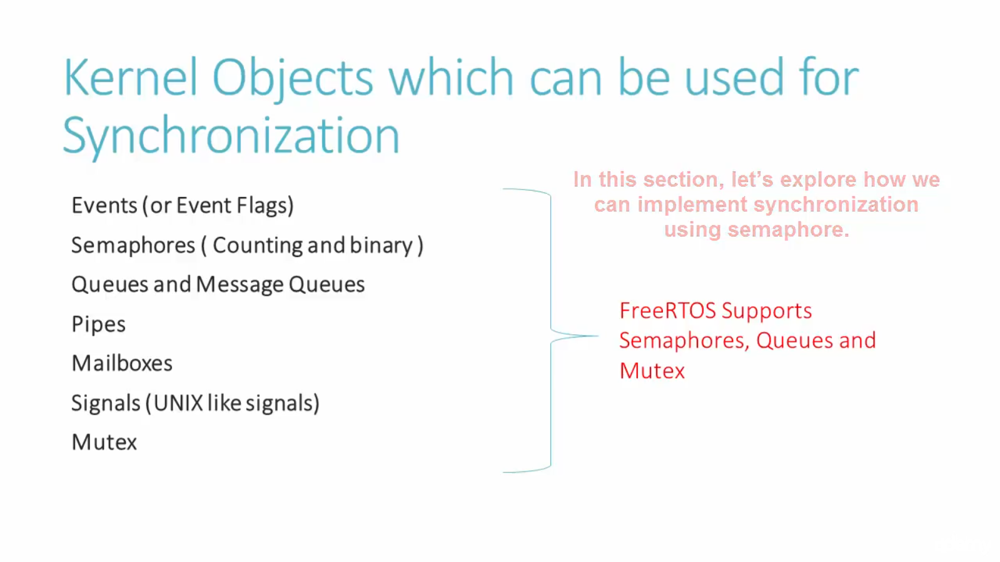 Kernel Objects which can be used for
Synchronization
Events (or Event Flags)
Semaphores ( Counting and binary )
Queues and Message Queues
Pipes
Mailboxes
Signals (UNIX like signals)
Mutex
In this section, let’s explore how we
can implement synchronization
using semaphore.
FreeRTOS Supports
Semaphores, Queues and
Mutex